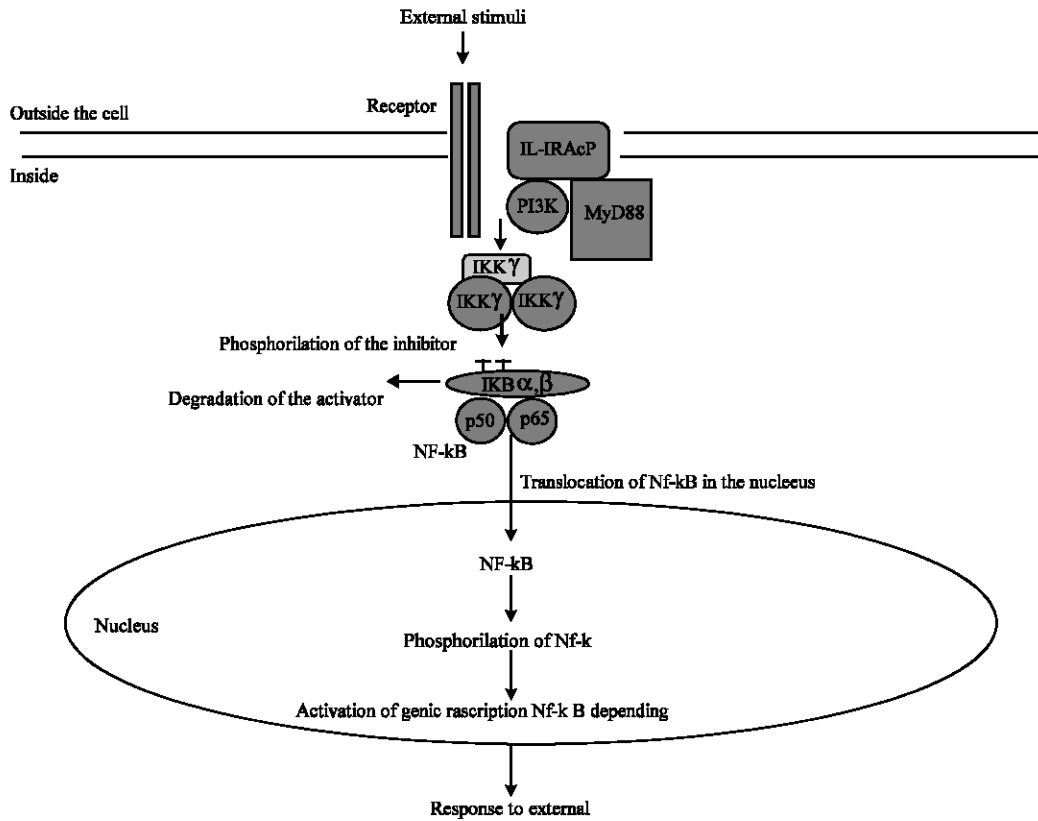 External stimuli
Receptor
Outside the cell
IL-IRAcP
Inside
PI3K
MyD88
IKKγ
IKKγ
IKKγ
Phosphorilation of the inhibitor
IKB α,β
Degradation of the activator
p50
p65
NF-kB
Translocation of Nf-kB in the nucleeus
NF-kB
Nucleus
Phosphorilation of Nf-k
Activation of genic rascription Nf-k B depending
Response to external